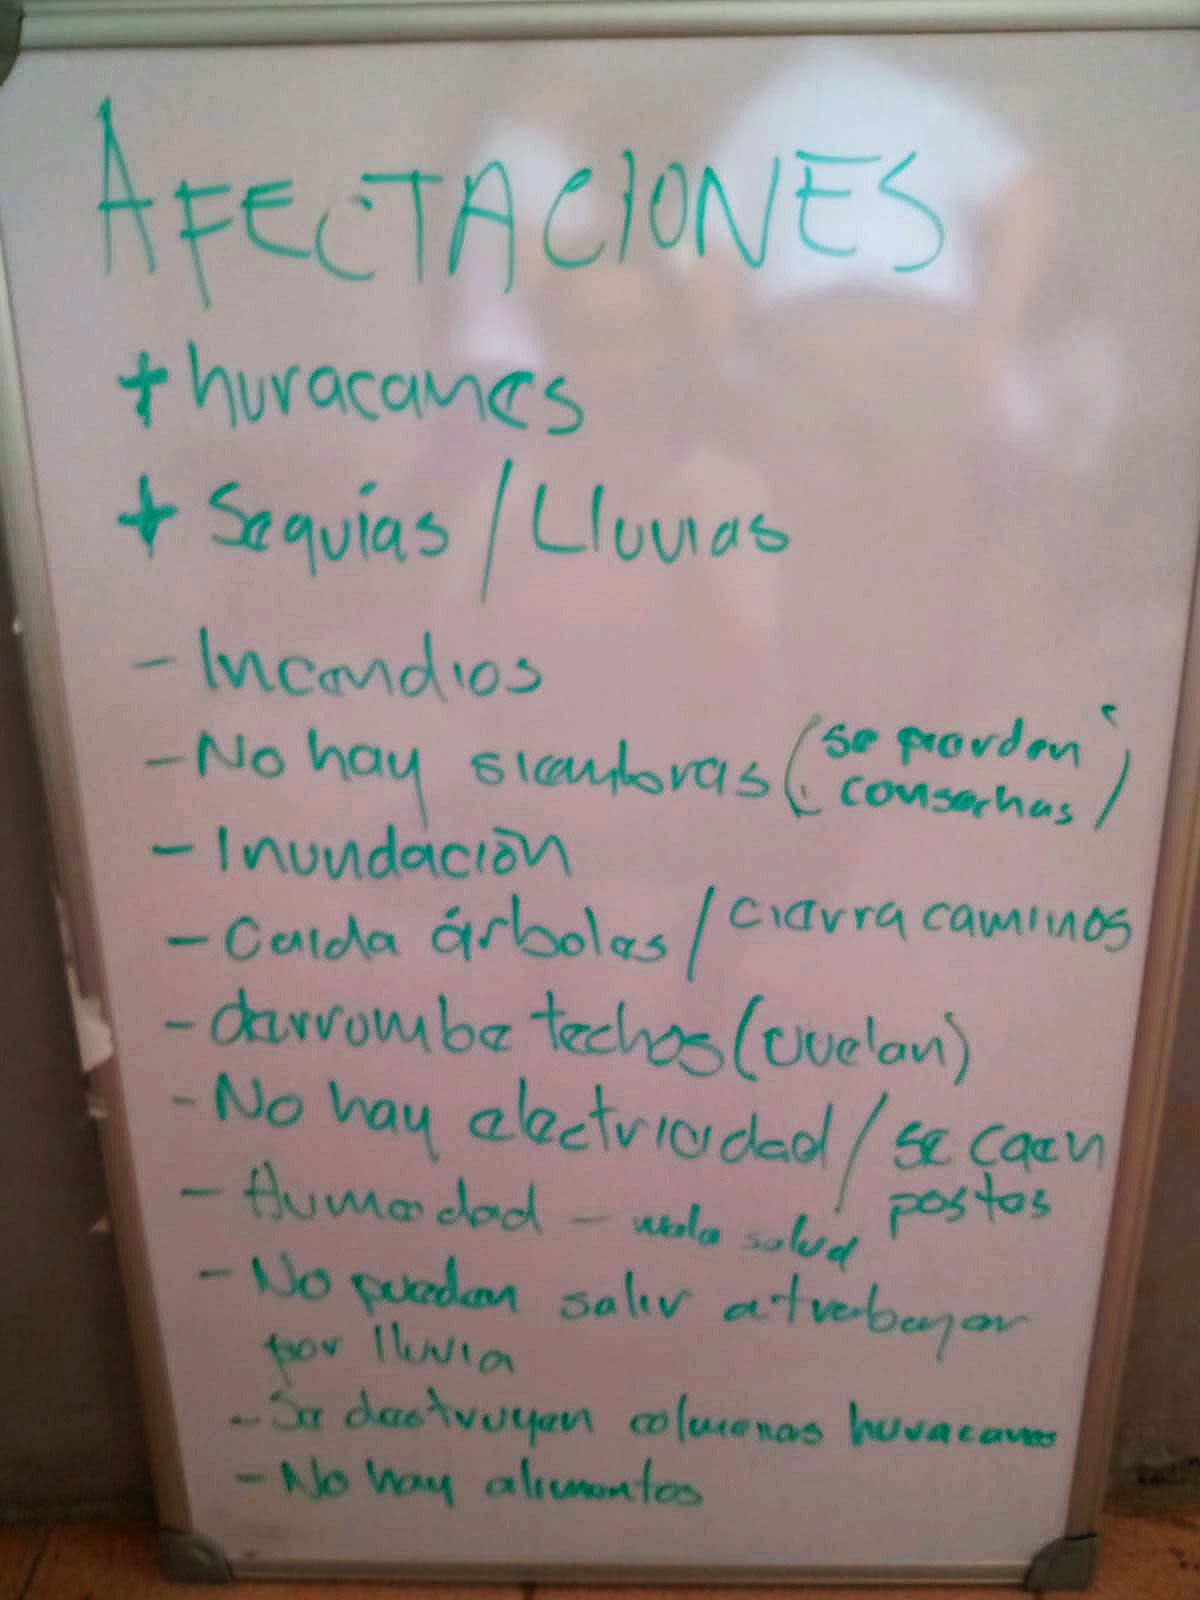 AFECTACIONES
+ huracanes
+ Sequías / Lluvias
- Incendios
- No hay siembras (se pierden cosechas)
- Inundación
- Caída árboles / cierra caminos
- derrumbe techos (vuelan)
- No hay electricidad / se caen postes
- Humedad - mala salud
- No pueden salir a trabajar
por lluvia
- Se destruyen colmenas huracanes
- No hay alimentos